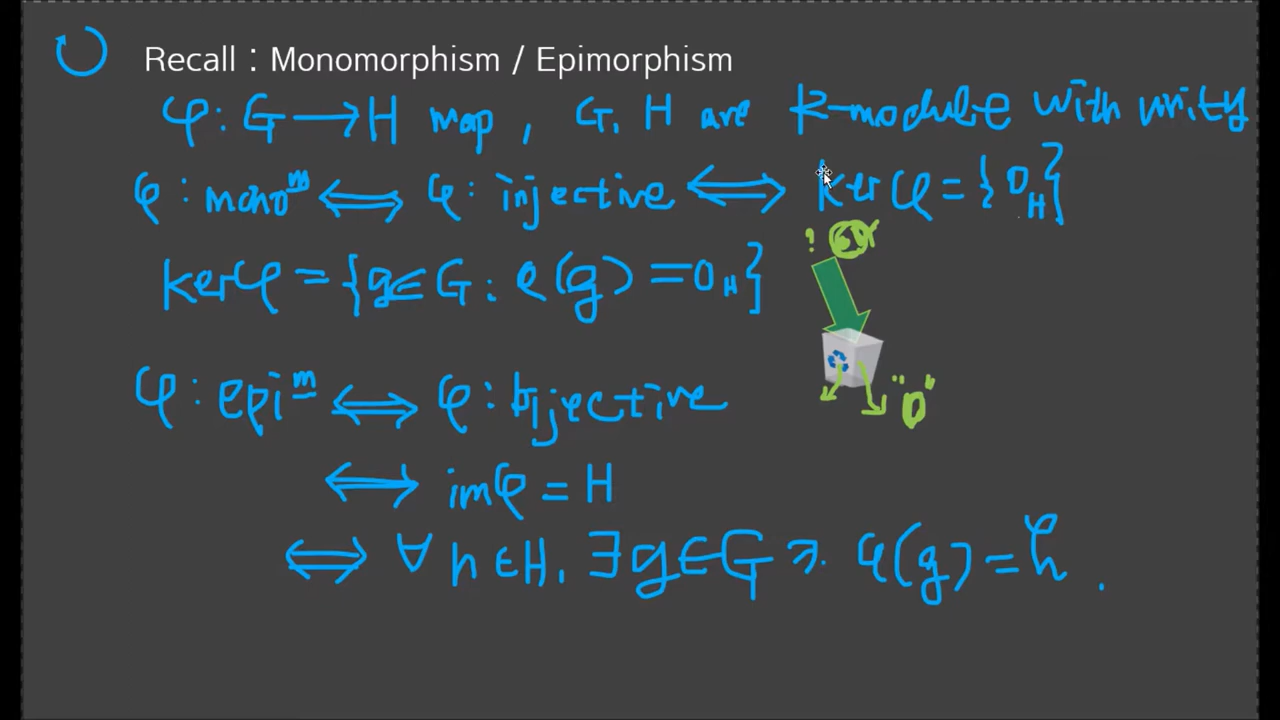 Recall : Monomorphism / Epimorphism
φ : G ⟶ H map , G, H are R-module with unity
φ : mono^m ⟺ φ : injective ⟺ ker φ = {0_H}
? 
ker φ = {g ∈ G : φ(g) = 0_H}
φ : epi^m ⟺ φ : bijective
"0"
⟺ im φ = H
⟺ ∀ h ∈ H, ∃ g ∈ G ∋ φ(g) = h .